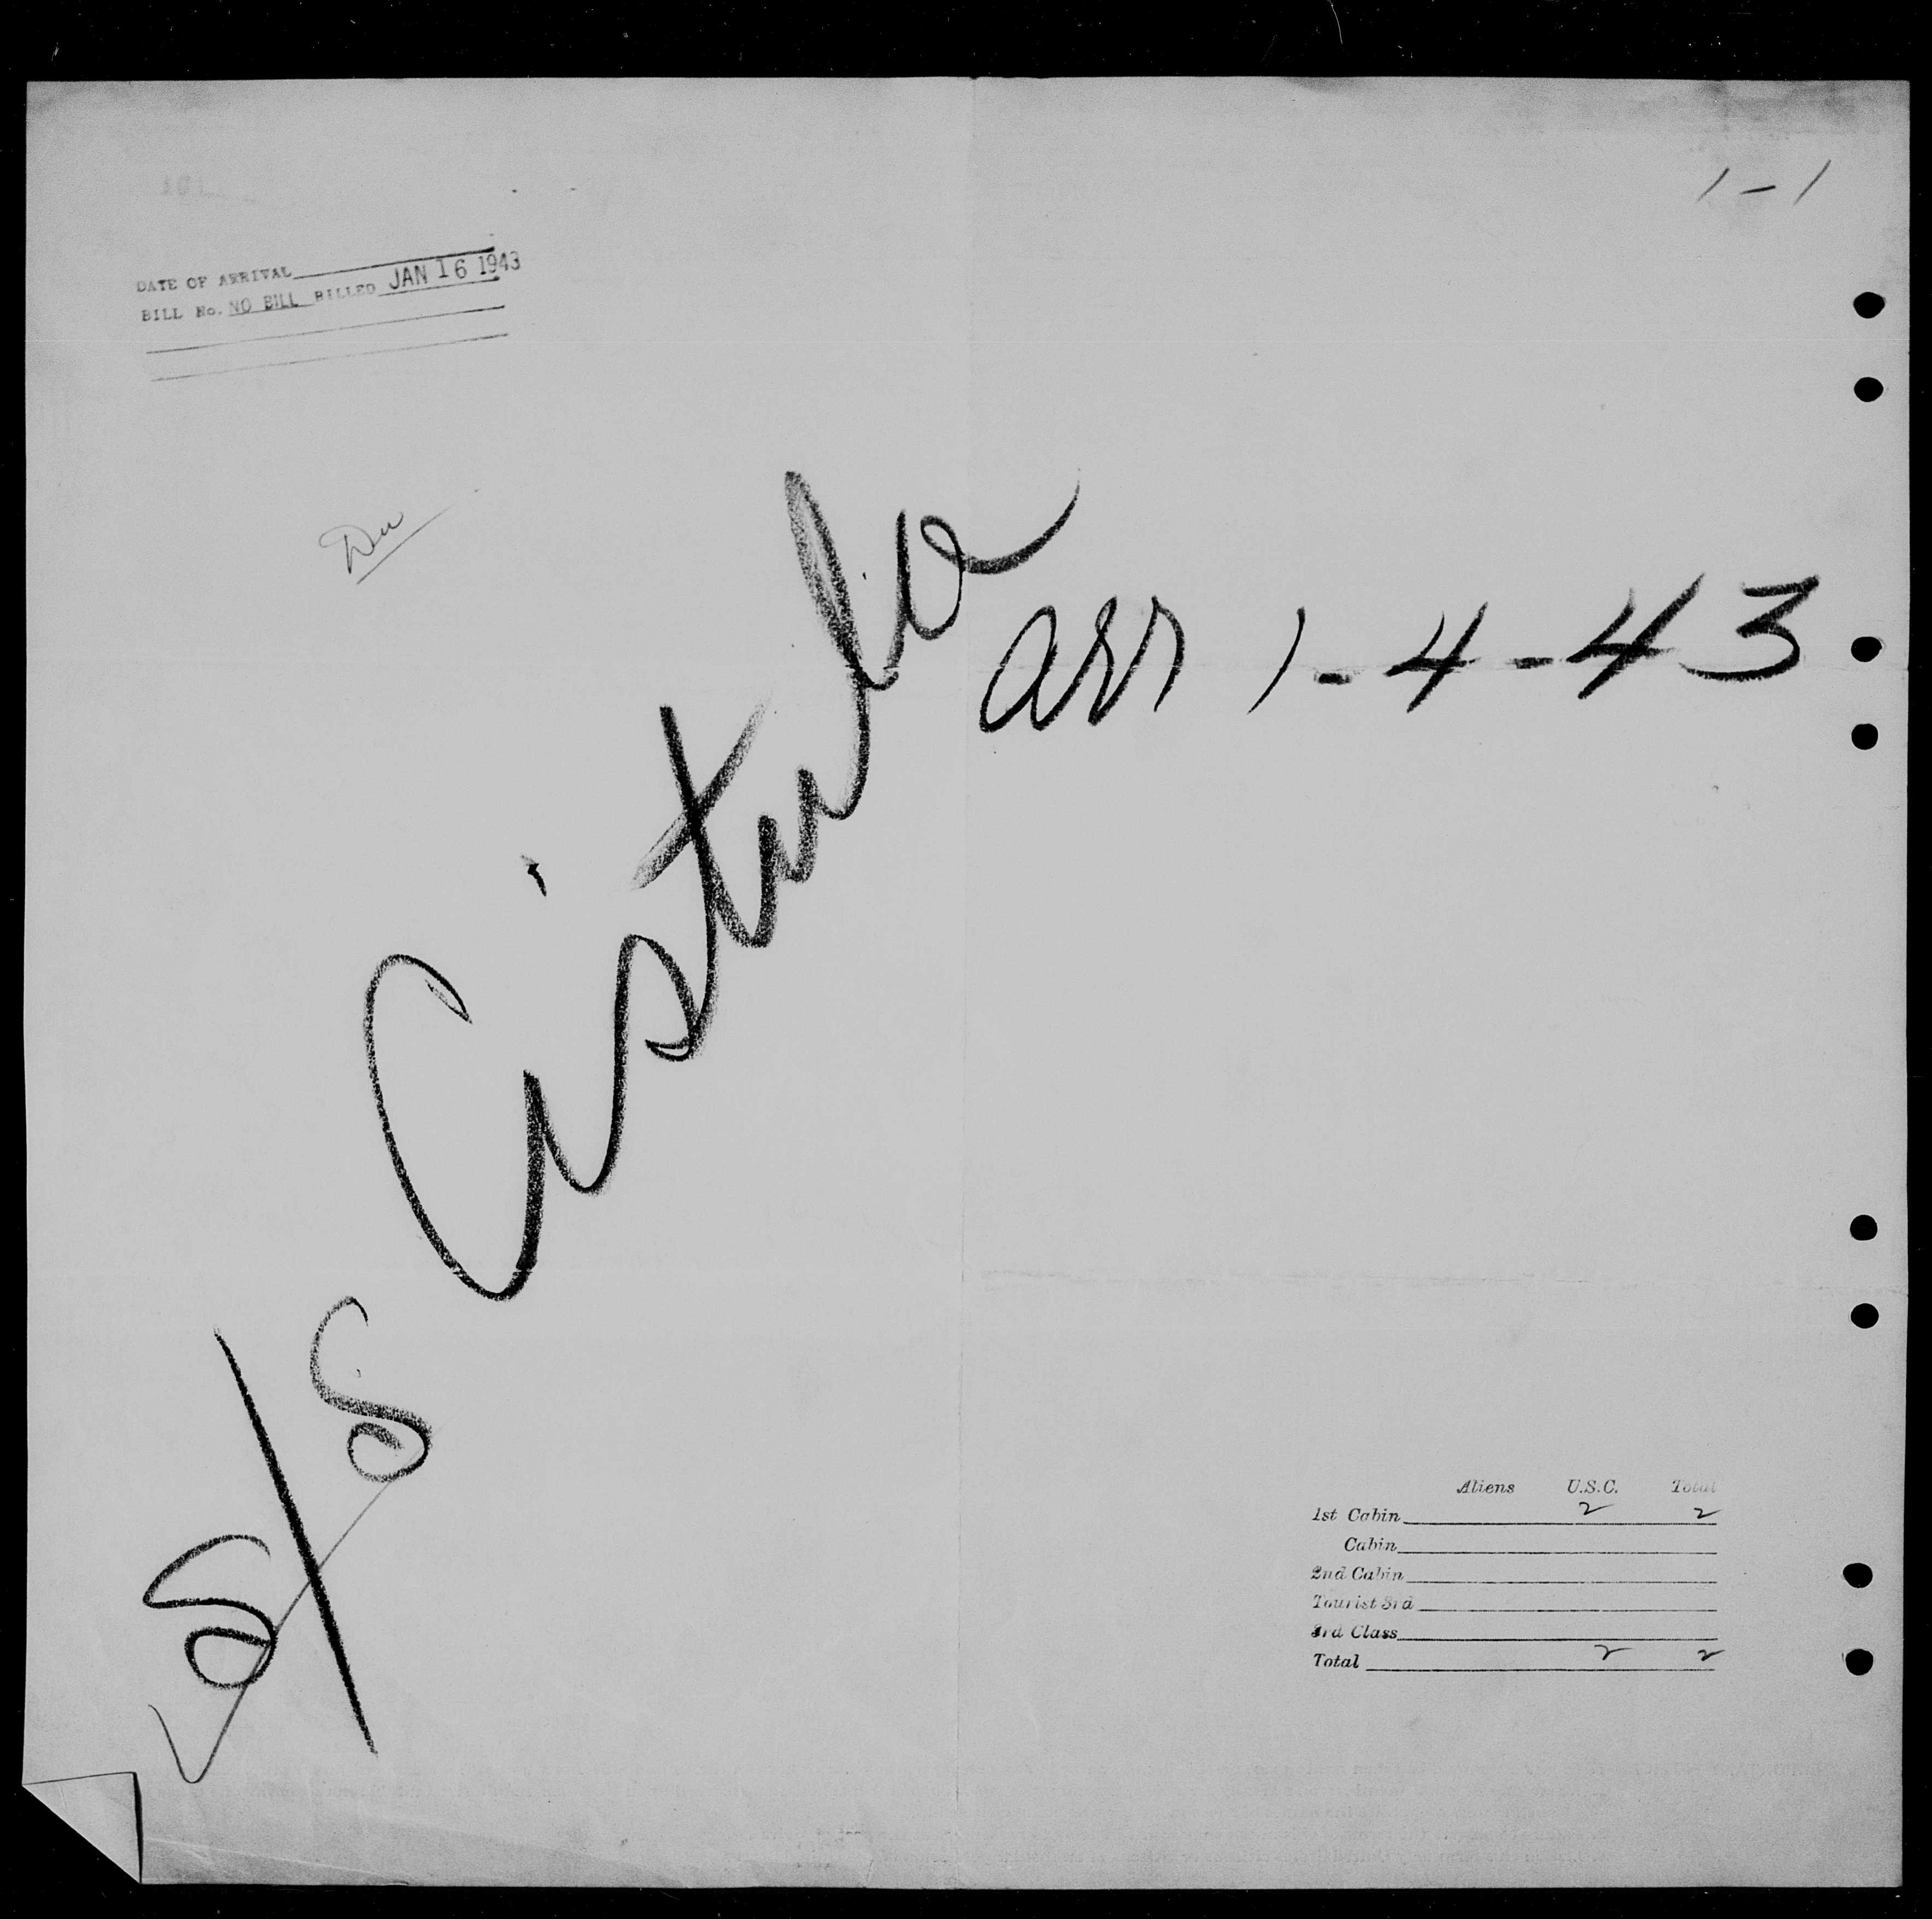 1-1
DATE OF ARRIVAL
BILL No. NO BILL BILLED JAN 16 1943
S/S Cistula
arr 1-4-43
Aliens U.S.C. Total
1st Cabin 2 2
Cabin
2nd Cabin
Tourist 3rd
3rd Class
Total 2 2